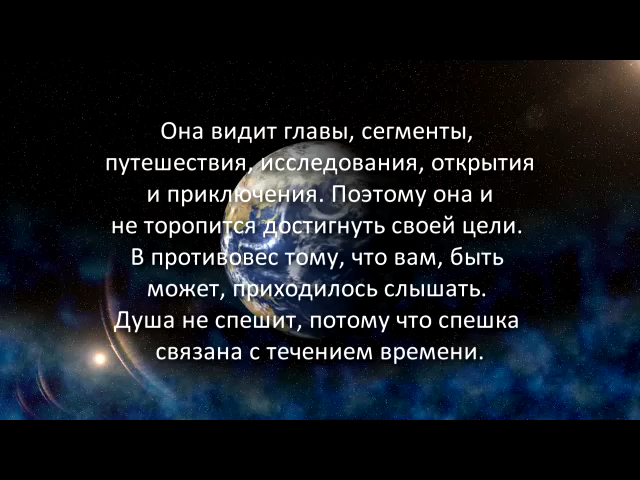 Она видит главы, сегменты,
путешествия, исследования, открытия
и приключения. Поэтому она и
не торопится достигнуть своей цели.
В противовес тому, что вам, быть
может, приходилось слышать.
Душа не спешит, потому что спешка
связана с течением времени.